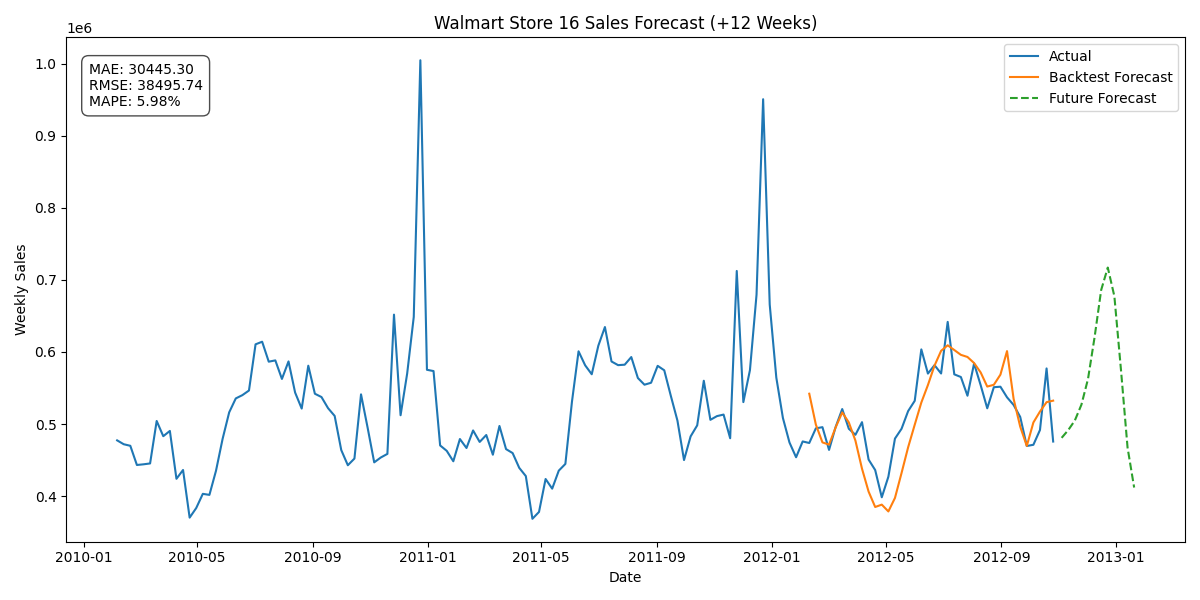 Walmart Store 16 Sales Forecast (+12 Weeks)
1e6
MAE: 30445.30
RMSE: 38495.74
MAPE: 5.98%
Actual
Backtest Forecast
Future Forecast
1.0
0.9
0.8
0.7
0.6
0.5
0.4
Weekly Sales
2010-01 2010-05 2010-09 2011-01 2011-05 2011-09 2012-01 2012-05 2012-09 2013-01
Date